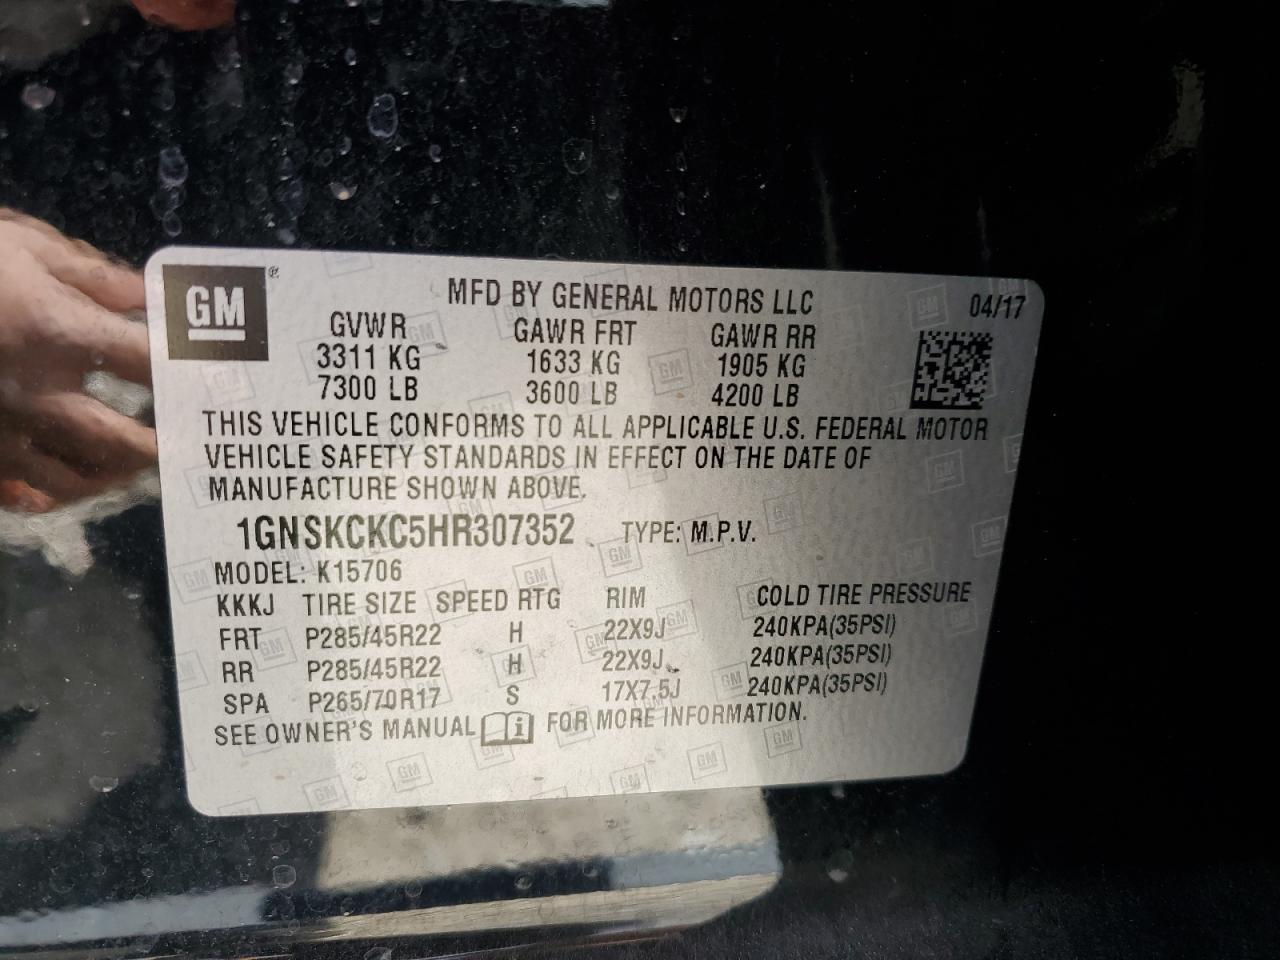 GM ®
MFD BY GENERAL MOTORS LLC 04/17
GVWR GAWR FRT GAWR RR
3311 KG 1633 KG 1905 KG
7300 LB 3600 LB 4200 LB
THIS VEHICLE CONFORMS TO ALL APPLICABLE U.S. FEDERAL MOTOR
VEHICLE SAFETY STANDARDS IN EFFECT ON THE DATE OF
MANUFACTURE SHOWN ABOVE.
1GNSKCKC5HR307352 TYPE: M.P.V.
MODEL: K15706
KKKJ TIRE SIZE SPEED RTG RIM COLD TIRE PRESSURE
FRT P285/45R22 H 22X9J 240KPA(35PSI)
RR P285/45R22 H 22X9J 240KPA(35PSI)
SPA P265/70R17 S 17X7.5J 240KPA(35PSI)
SEE OWNER'S MANUAL i FOR MORE INFORMATION.